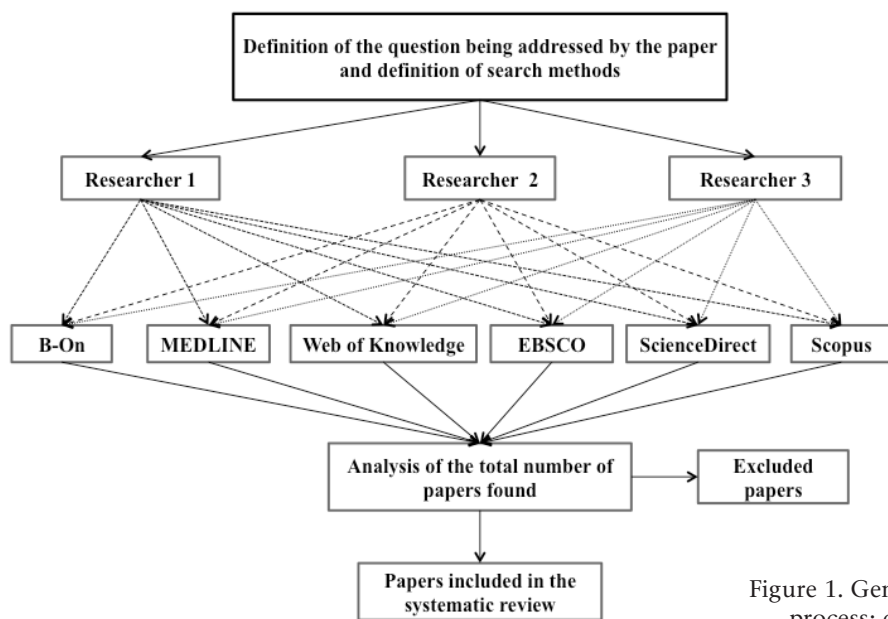 Definition of the question being addressed by the paper
and definition of search methods
Researcher 1
Researcher 2
Researcher 3
B-On
MEDLINE
Web of Knowledge
EBSCO
ScienceDirect
Scopus
Analysis of the total number of
papers found
Excluded
papers
Papers included in the
systematic review
Figure 1. Ger